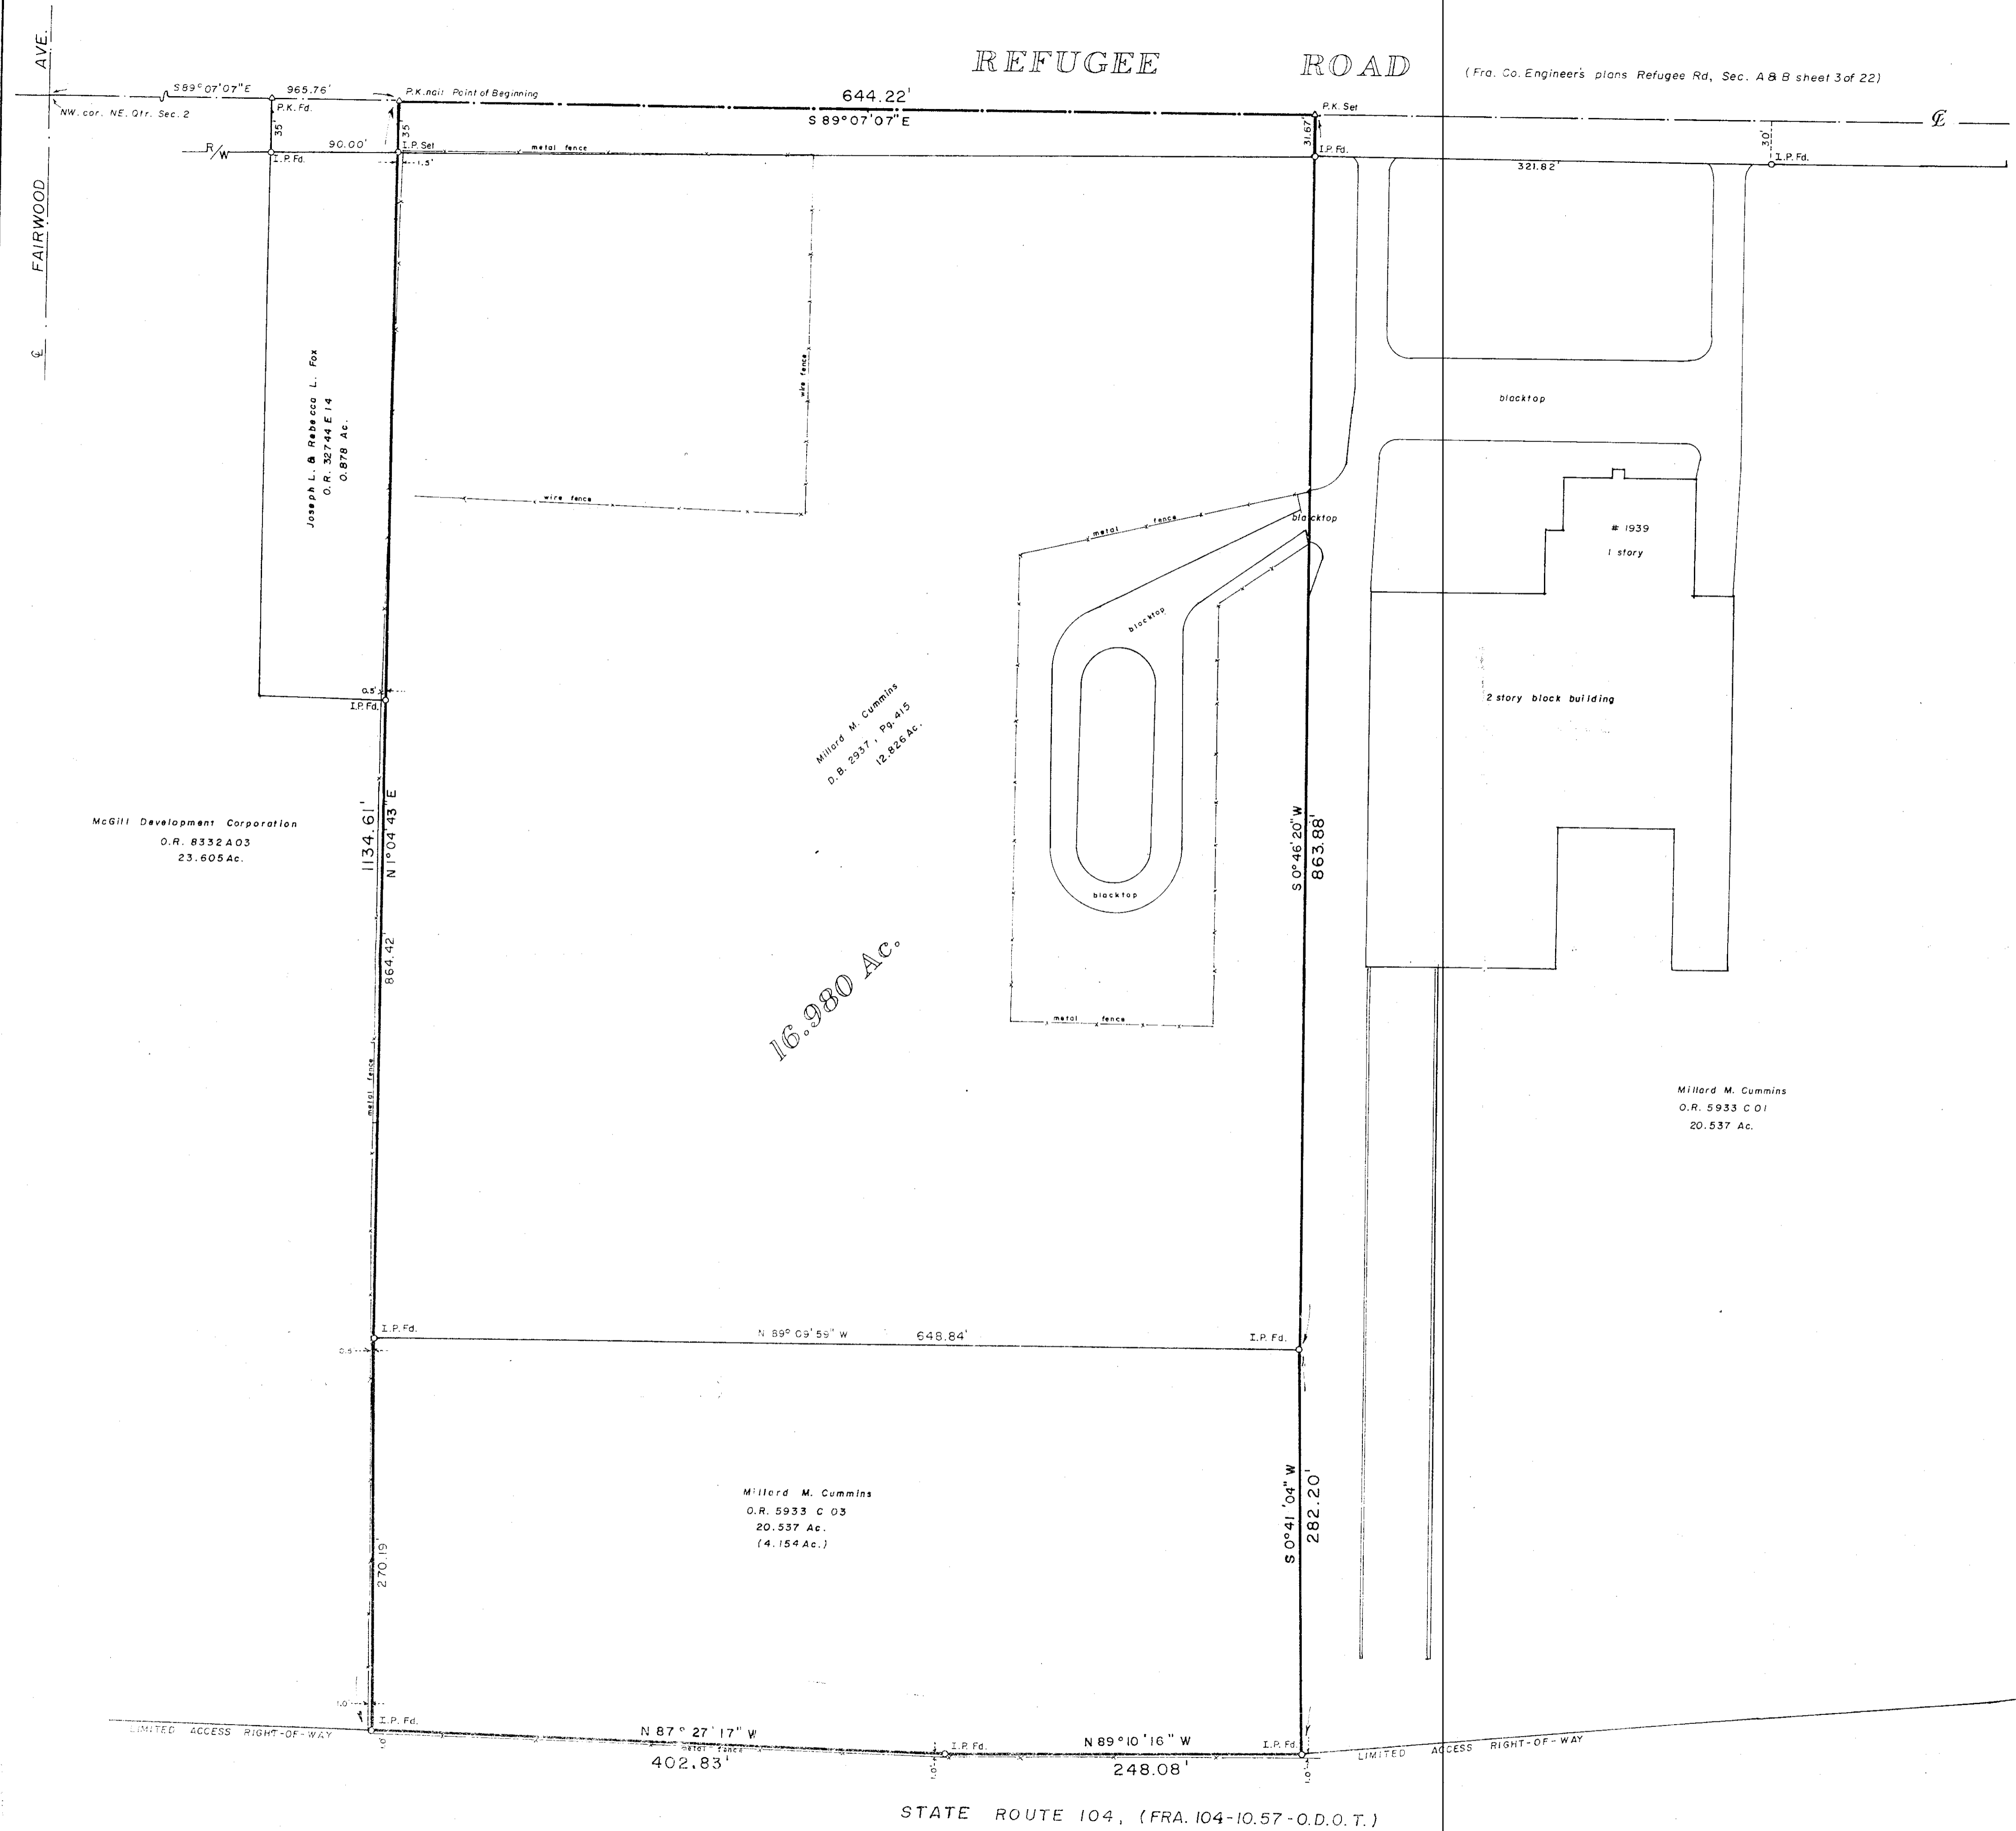 REFUGEE ROAD
(Fra. Co. Engineer's plans Refugee Rd, Sec. A & B sheet 3 of 22)
FAIRWOOD AVE.
℄
NW. cor. NE. Qtr. Sec. 2
S89°07'07"E 965.76'
P.K. Fd.
P.K. nail Point of Beginning
644.22'
S 89°07'07"E
P.K. Set
℄
35'
35'
31.67'
30'
R/W
90.00'
I.P. Fd.
I.P. Set
1.5'
metal fence
I.P. Fd.
321.82'
I.P. Fd.
Joseph L. & Rebecca L. Fox
O.R. 32744 E 14
0.878 Ac.
wire fence
wire fence
blacktop
metal fence
blacktop
# 1939
1 story
blacktop
0.5'
I.P. Fd.
Millard M. Cummins
D.B. 2937, Pg. 415
12.826 Ac.
2 story block building
McGill Development Corporation
O.R. 8332 A03
23.605 Ac.
1134.61'
N 1°04'43" E
864.42'
S 0°46'20" W
863.88'
blacktop
16.980 Ac.
metal fence
metal fence
Millard M. Cummins
O.R. 5933 C 01
20.537 Ac.
I.P. Fd.
N 89° 09'59" W 648.84'
I.P. Fd.
0.5'
Millard M. Cummins
O.R. 5933 C 03
20.537 Ac.
(4.154 Ac.)
270.19'
S 0°41'04" W
282.20'
1.0'
I.P. Fd.
LIMITED ACCESS RIGHT-OF-WAY
N 87° 27'17" W
metal fence
402.83'
I.P. Fd.
N 89°10'16" W
248.08'
I.P. Fd.
LIMITED ACCESS RIGHT-OF-WAY
STATE ROUTE 104, (FRA. 104-10.57-O.D.O.T.)